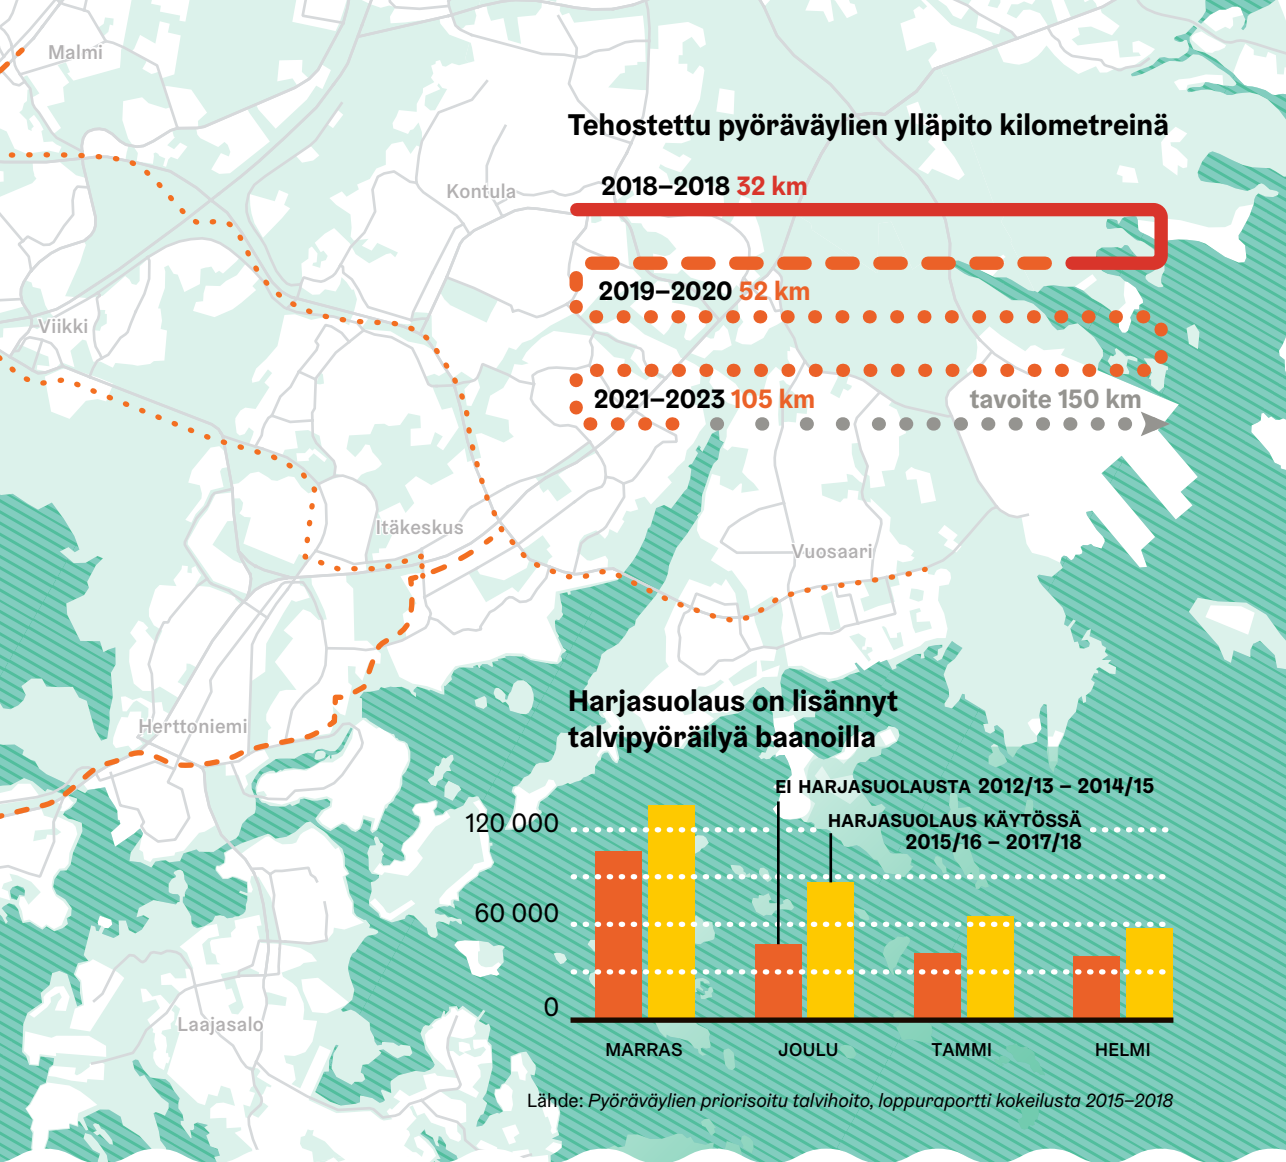 Malmi
Tehostettu pyöräväylien ylläpito kilometreinä
2018–2018 32 km
Kontula
2019–2020 52 km
Viikki
2021–2023 105 km
tavoite 150 km
Itäkeskus
Vuosaari
Herttoniemi
Laajasalo
Harjasuolaus on lisännyt
talvipyöräilyä baanoilla
EI HARJASUOLAUSTA 2012/13 – 2014/15
HARJASUOLAUS KÄYTÖSSÄ
2015/16 – 2017/18
120 000
60 000
0
MARRAS
JOULU
TAMMI
HELMI
Lähde: Pyöräväylien priorisoitu talvihoito, loppuraportti kokeilusta 2015–2018